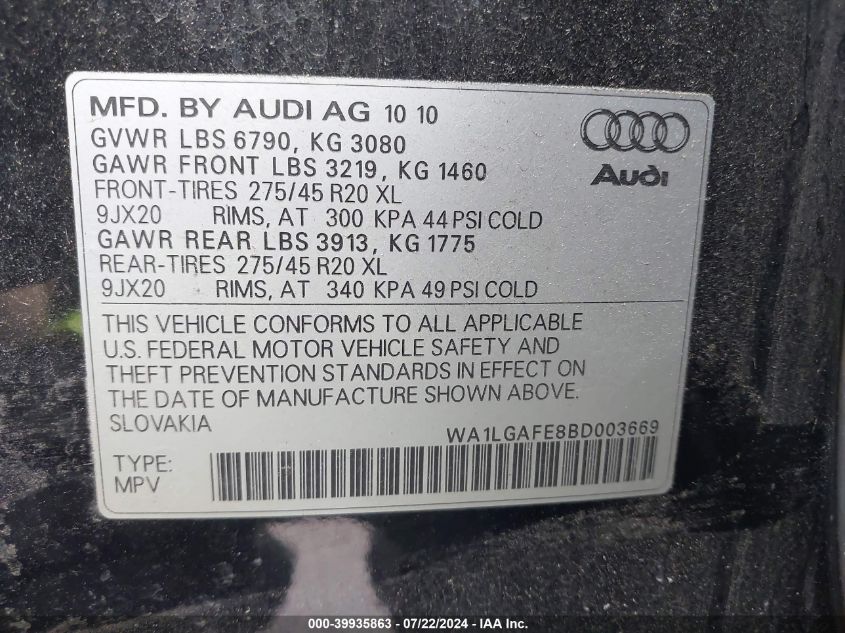 MFD. BY AUDI AG 10 10
GVWR LBS 6790, KG 3080
GAWR FRONT LBS 3219, KG 1460
FRONT-TIRES 275/45 R20 XL
9JX20 RIMS, AT 300 KPA 44 PSI COLD
GAWR REAR LBS 3913, KG 1775
REAR-TIRES 275/45 R20 XL
9JX20 RIMS, AT 340 KPA 49 PSI COLD
Audi
THIS VEHICLE CONFORMS TO ALL APPLICABLE
U.S. FEDERAL MOTOR VEHICLE SAFETY AND
THEFT PREVENTION STANDARDS IN EFFECT ON
THE DATE OF MANUFACTURE SHOWN ABOVE.
SLOVAKIA
WA1LGAFE8BD003669
TYPE:
MPV
000-39935863 - 07/22/2024 - IAA, Inc.